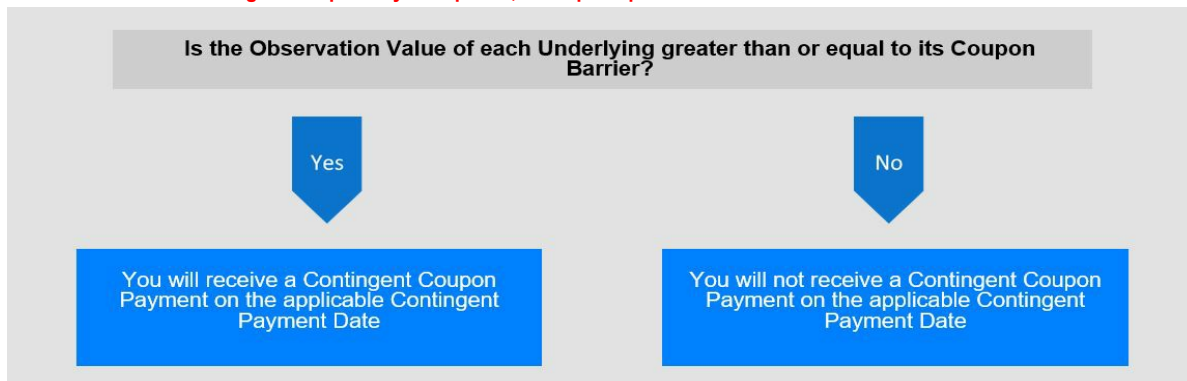 Is the Observation Value of each Underlying greater than or equal to its Coupon
Barrier?
Yes
No
You will receive a Contingent Coupon
Payment on the applicable Contingent
Payment Date
You will not receive a Contingent Coupon
Payment on the applicable Contingent
Payment Date